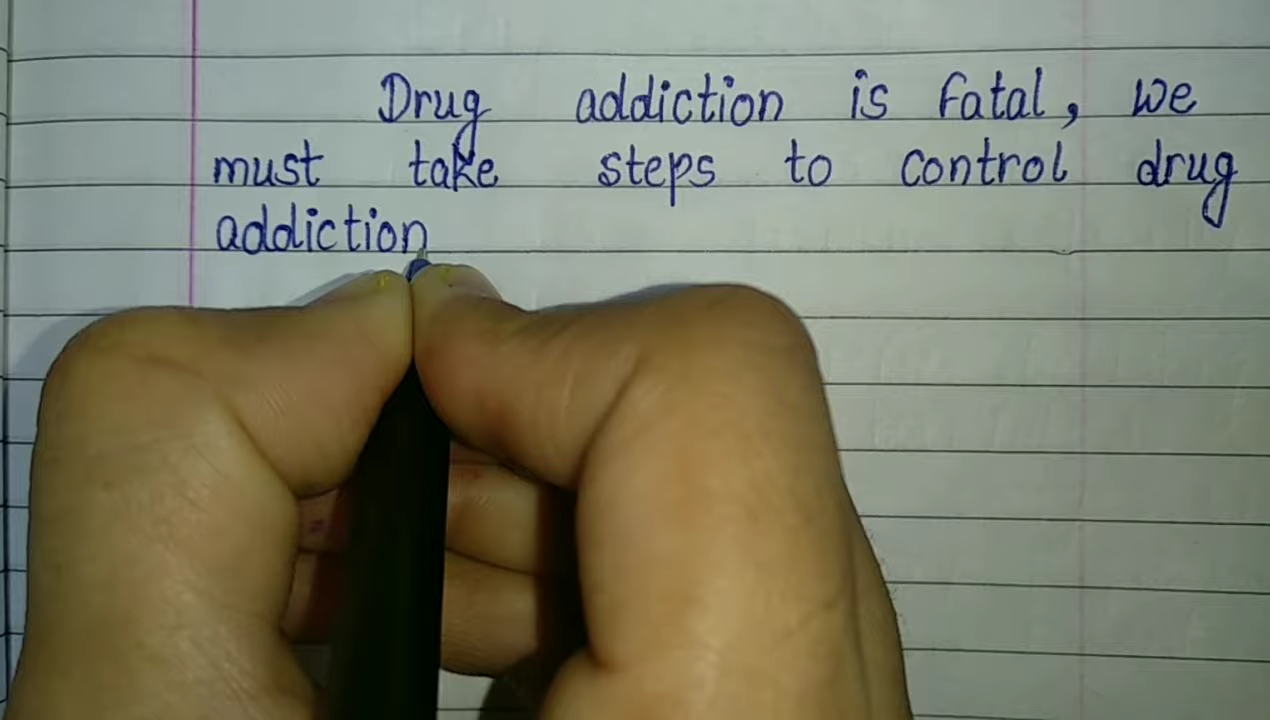 Drug addiction is fatal, we
must take steps to control drug
addiction